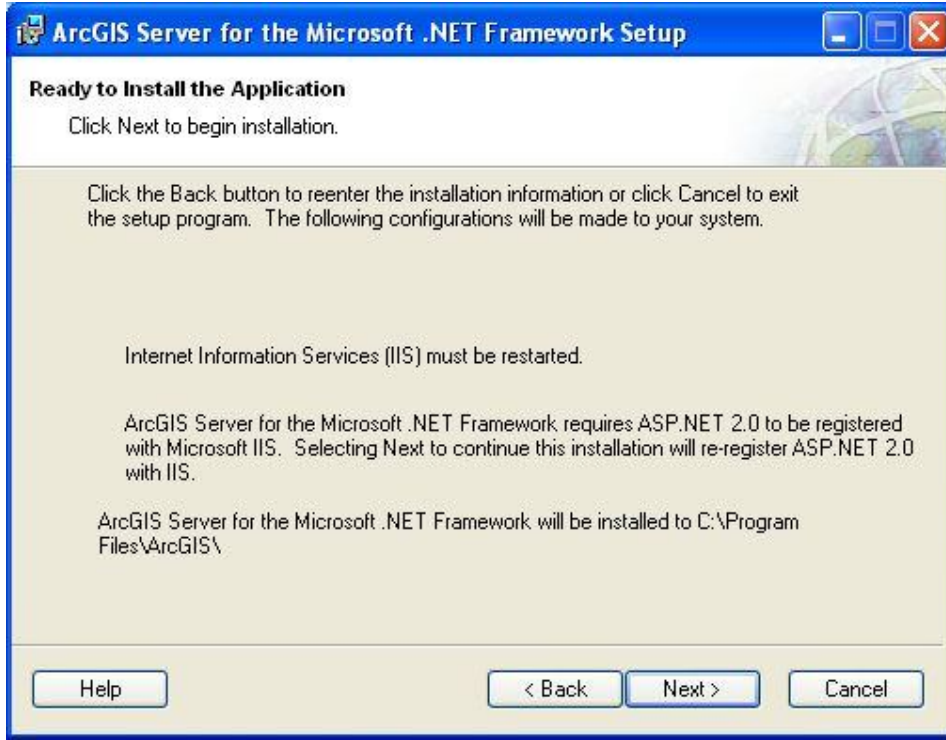 ArcGIS Server for the Microsoft .NET Framework Setup
Ready to Install the Application
Click Next to begin installation.
Click the Back button to reenter the installation information or click Cancel to exit
the setup program.  The following configurations will be made to your system.
Internet Information Services (IIS) must be restarted.
ArcGIS Server for the Microsoft .NET Framework requires ASP.NET 2.0 to be registered
with Microsoft IIS.  Selecting Next to continue this installation will re-register ASP.NET 2.0
with IIS.
ArcGIS Server for the Microsoft .NET Framework will be installed to C:\Program
Files\ArcGIS\
Help < Back Next > Cancel